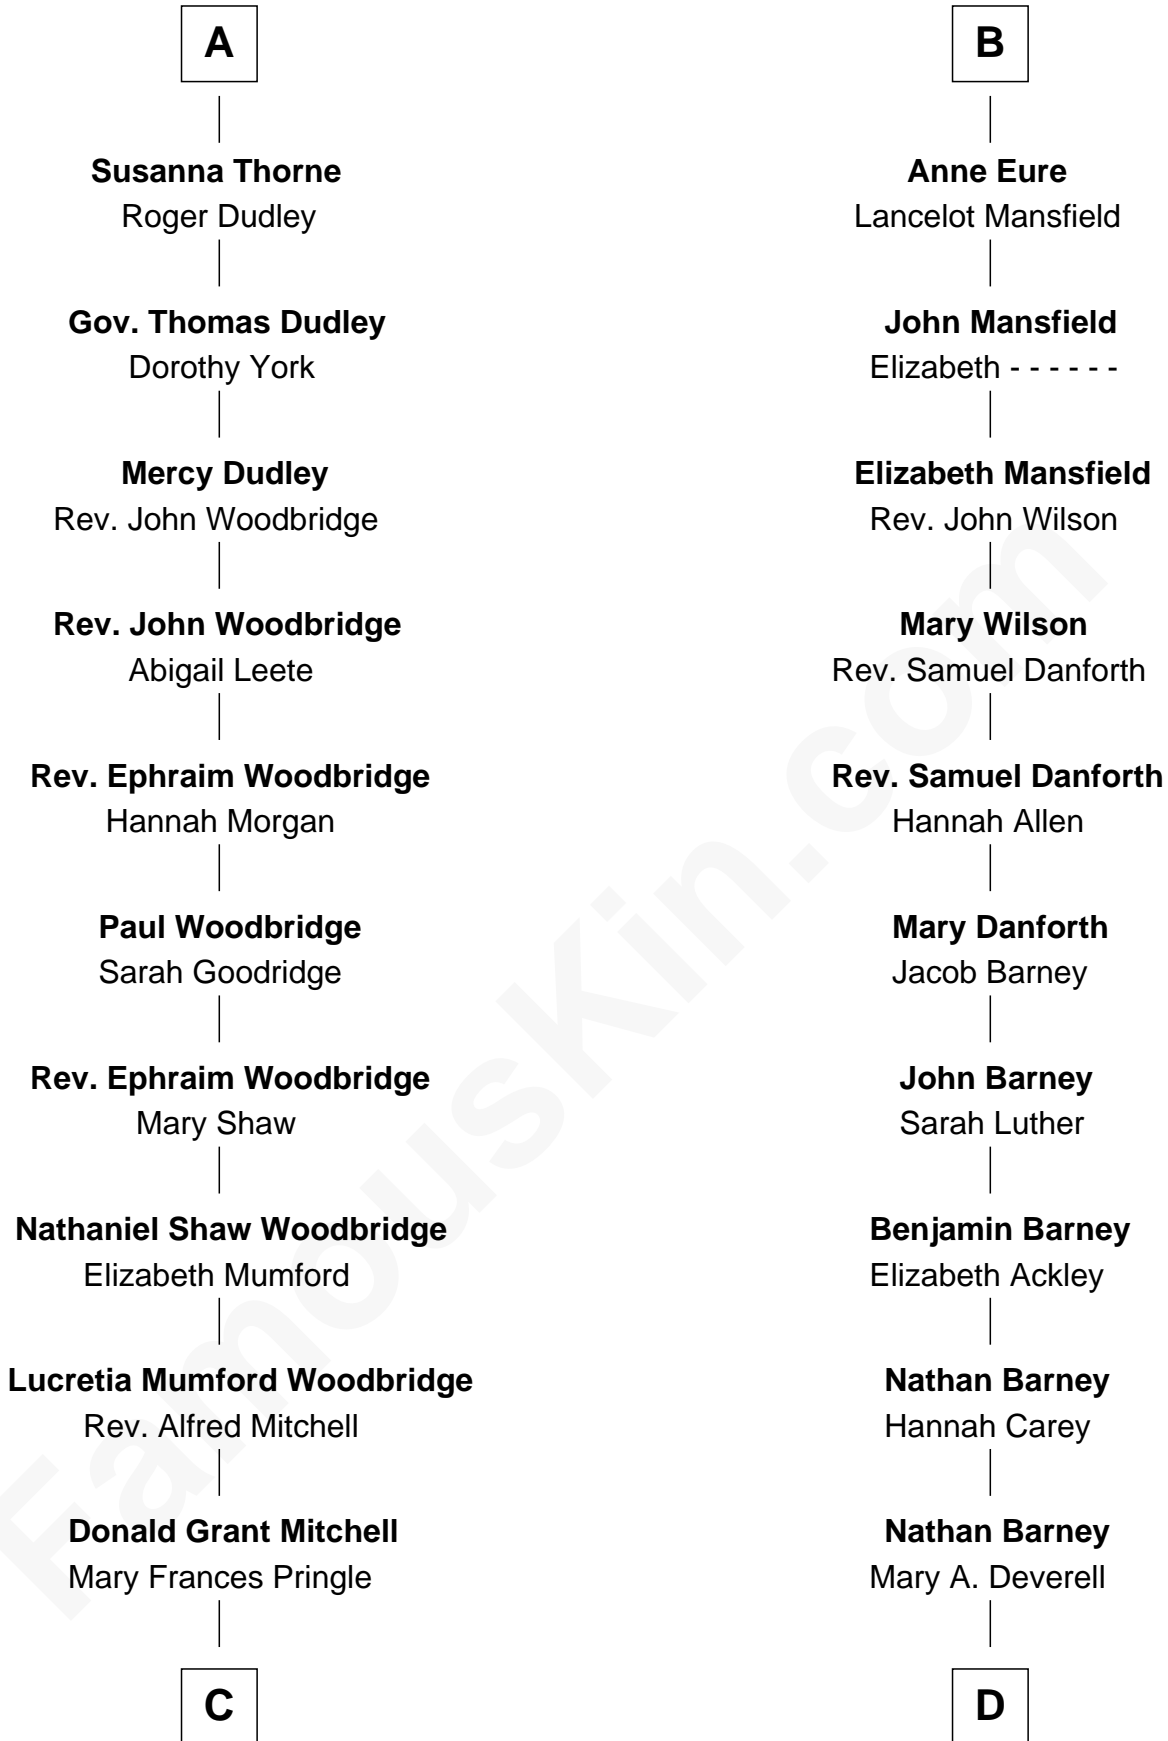 A
Susanna Thorne
Roger Dudley
Gov. Thomas Dudley
Dorothy York
Mercy Dudley
Rev. John Woodbridge
Rev. John Woodbridge
Abigail Leete
Rev. Ephraim Woodbridge
Hannah Morgan
Paul Woodbridge
Sarah Goodridge
Rev. Ephraim Woodbridge
Mary Shaw
Nathaniel Shaw Woodbridge
Elizabeth Mumford
Lucretia Mumford Woodbridge
Rev. Alfred Mitchell
Donald Grant Mitchell
Mary Frances Pringle
C
B
Anne Eure
Lancelot Mansfield
John Mansfield
Elizabeth - - - - - -
Elizabeth Mansfield
Rev. John Wilson
Mary Wilson
Rev. Samuel Danforth
Rev. Samuel Danforth
Hannah Allen
Mary Danforth
Jacob Barney
John Barney
Sarah Luther
Benjamin Barney
Elizabeth Ackley
Nathan Barney
Hannah Carey
Nathan Barney
Mary A. Deverell
D
FamousKin.com